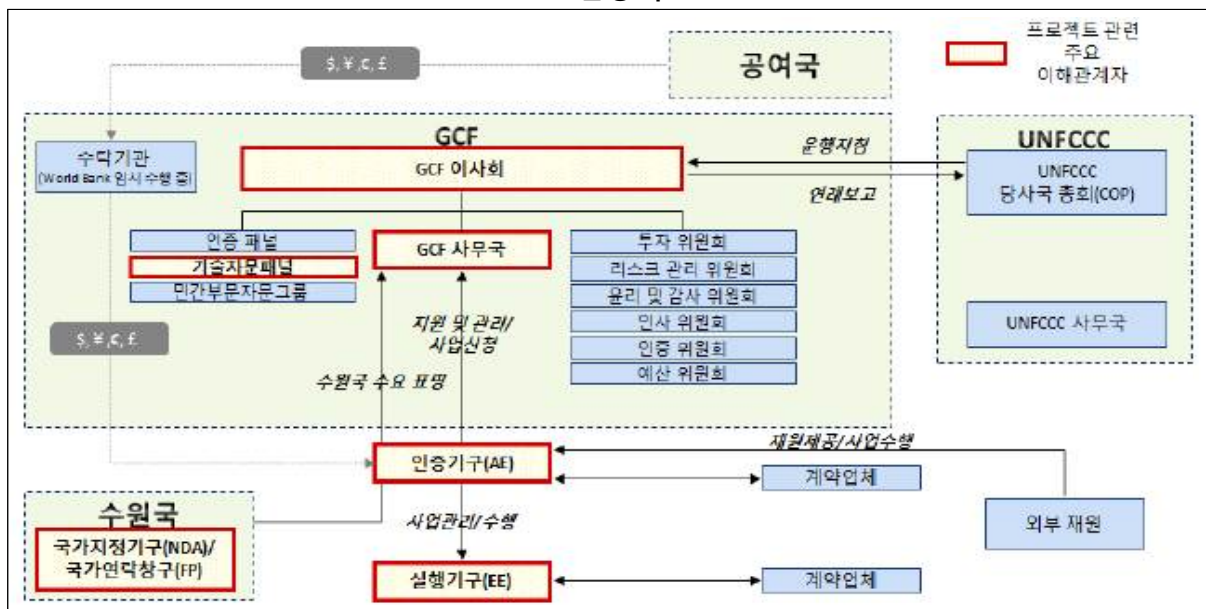 프로젝트 관련
주요
이해관계자
공여국
$, ¥, ¢, £
GCF
UNFCCC
수탁기관
(World Bank 임시 수행 중)
GCF 이사회
운행지침
연례보고
UNFCCC
당사국 총회(COP)
인증 패널
기술자문패널
민간부문자문그룹
GCF 사무국
투자 위원회
리스크 관리 위원회
윤리 및 감사 위원회
인사 위원회
인증 위원회
예산 위원회
UNFCCC 사무국
$, ¥, ¢, £
지원 및 관리/
사업신청
수원국 수요 표명
인증기구(AE)
재원제공/사업수행
계약업체
외부 재원
수원국
국가지정기구(NDA)/
국가연락창구(FP)
사업관리/수행
실행기구(EE)
계약업체